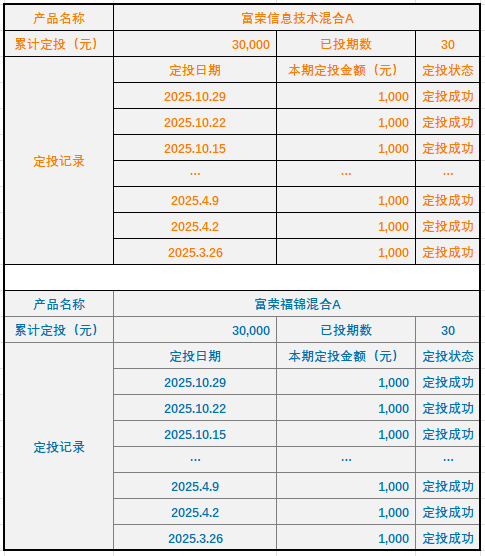 产品名称 富荣信息技术混合A
累计定投（元） 30,000 已投期数 30
定投日期 本期定投金额（元） 定投状态
2025.10.29 1,000 定投成功
2025.10.22 1,000 定投成功
2025.10.15 1,000 定投成功
定投记录 … … …
2025.4.9 1,000 定投成功
2025.4.2 1,000 定投成功
2025.3.26 1,000 定投成功
产品名称 富荣福锦混合A
累计定投（元） 30,000 已投期数 30
定投日期 本期定投金额（元） 定投状态
2025.10.29 1,000 定投成功
2025.10.22 1,000 定投成功
2025.10.15 1,000 定投成功
定投记录 … … …
2025.4.9 1,000 定投成功
2025.4.2 1,000 定投成功
2025.3.26 1,000 定投成功